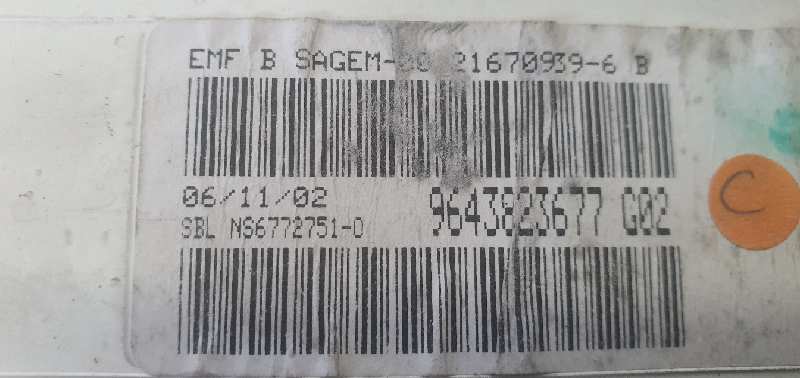 EMF B SAGEM- 21670939-6 B
06/11/02
9643823677 G02
SBL NS6772751-0
C